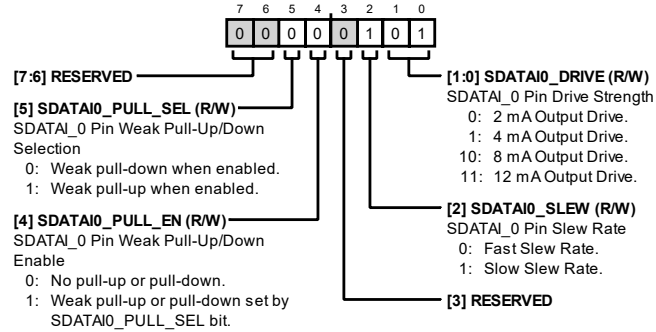 7 6 5 4 3 2 1 0
0 0 0 0 0 1 0 1
[7:6] RESERVED
[5] SDATAI0_PULL_SEL (R/W)
SDATAI_0 Pin Weak Pull-Up/Down
Selection
0: Weak pull-down when enabled.
1: Weak pull-up when enabled.
[4] SDATAI0_PULL_EN (R/W)
SDATAI_0 Pin Weak Pull-Up/Down
Enable
0: No pull-up or pull-down.
1: Weak pull-up or pull-down set by
SDATAI0_PULL_SEL bit.
[1:0] SDATAI0_DRIVE (R/W)
SDATAI_0 Pin Drive Strength
0: 2 mA Output Drive.
1: 4 mA Output Drive.
10: 8 mA Output Drive.
11: 12 mA Output Drive.
[2] SDATAI0_SLEW (R/W)
SDATAI_0 Pin Slew Rate
0: Fast Slew Rate.
1: Slow Slew Rate.
[3] RESERVED